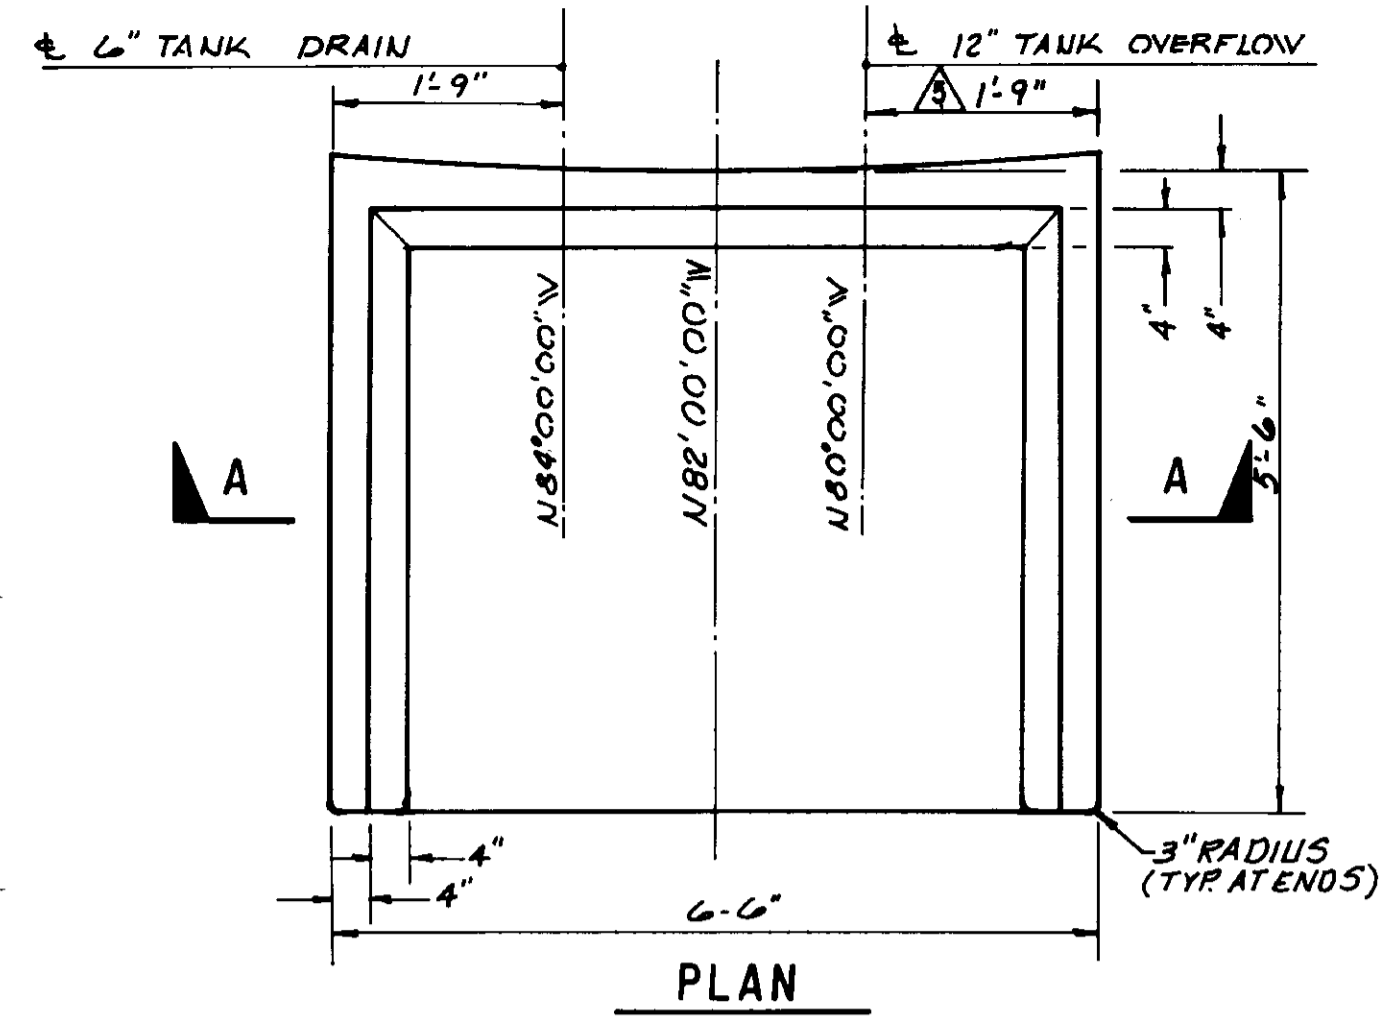 ℄ 6" TANK DRAIN
℄ 12" TANK OVERFLOW
1'-9"
3 1'-9"
4"
4"
N84°00'00"W
N82'00'00"W
N80°00'00"W
5'-6"
A
A
4"
4"
3" RADIUS
(TYP. AT ENDS)
6-6"
PLAN